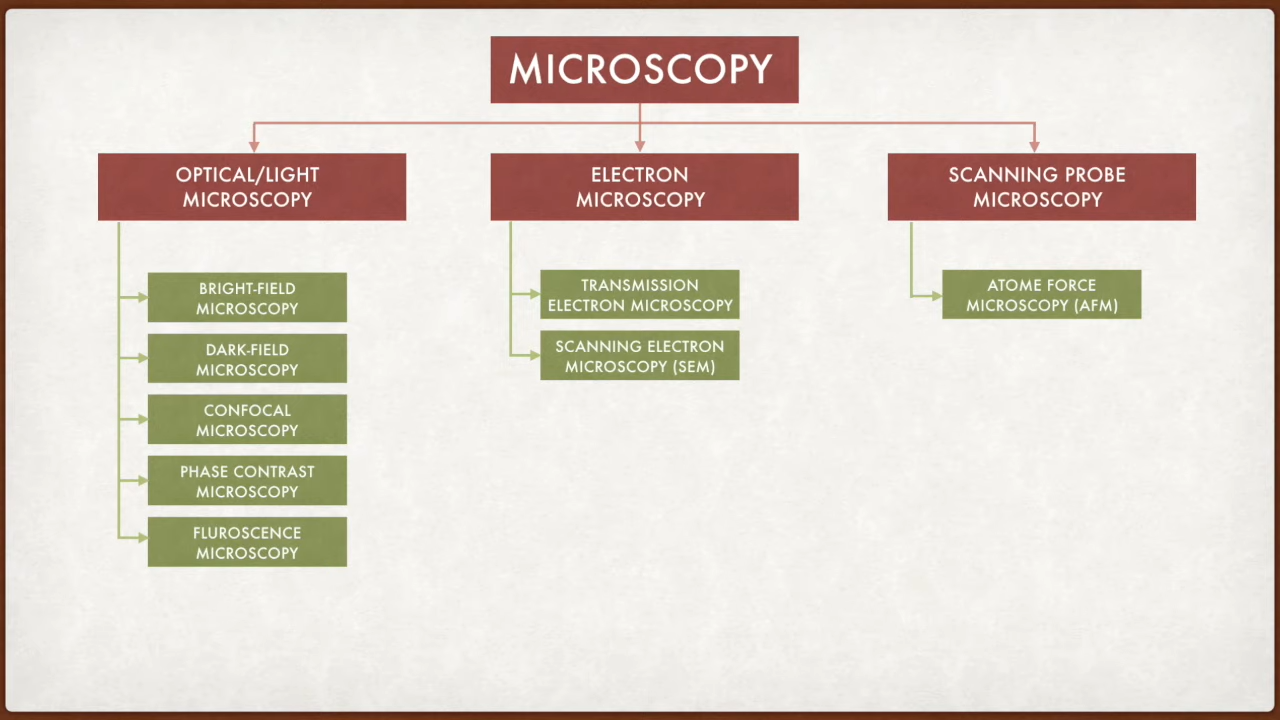 MICROSCOPY
OPTICAL/LIGHT
MICROSCOPY
BRIGHT-FIELD
MICROSCOPY
DARK-FIELD
MICROSCOPY
CONFOCAL
MICROSCOPY
PHASE CONTRAST
MICROSCOPY
FLUROSCENCE
MICROSCOPY
ELECTRON
MICROSCOPY
TRANSMISSION
ELECTRON MICROSCOPY
SCANNING ELECTRON
MICROSCOPY (SEM)
SCANNING PROBE
MICROSCOPY
ATOME FORCE
MICROSCOPY (AFM)